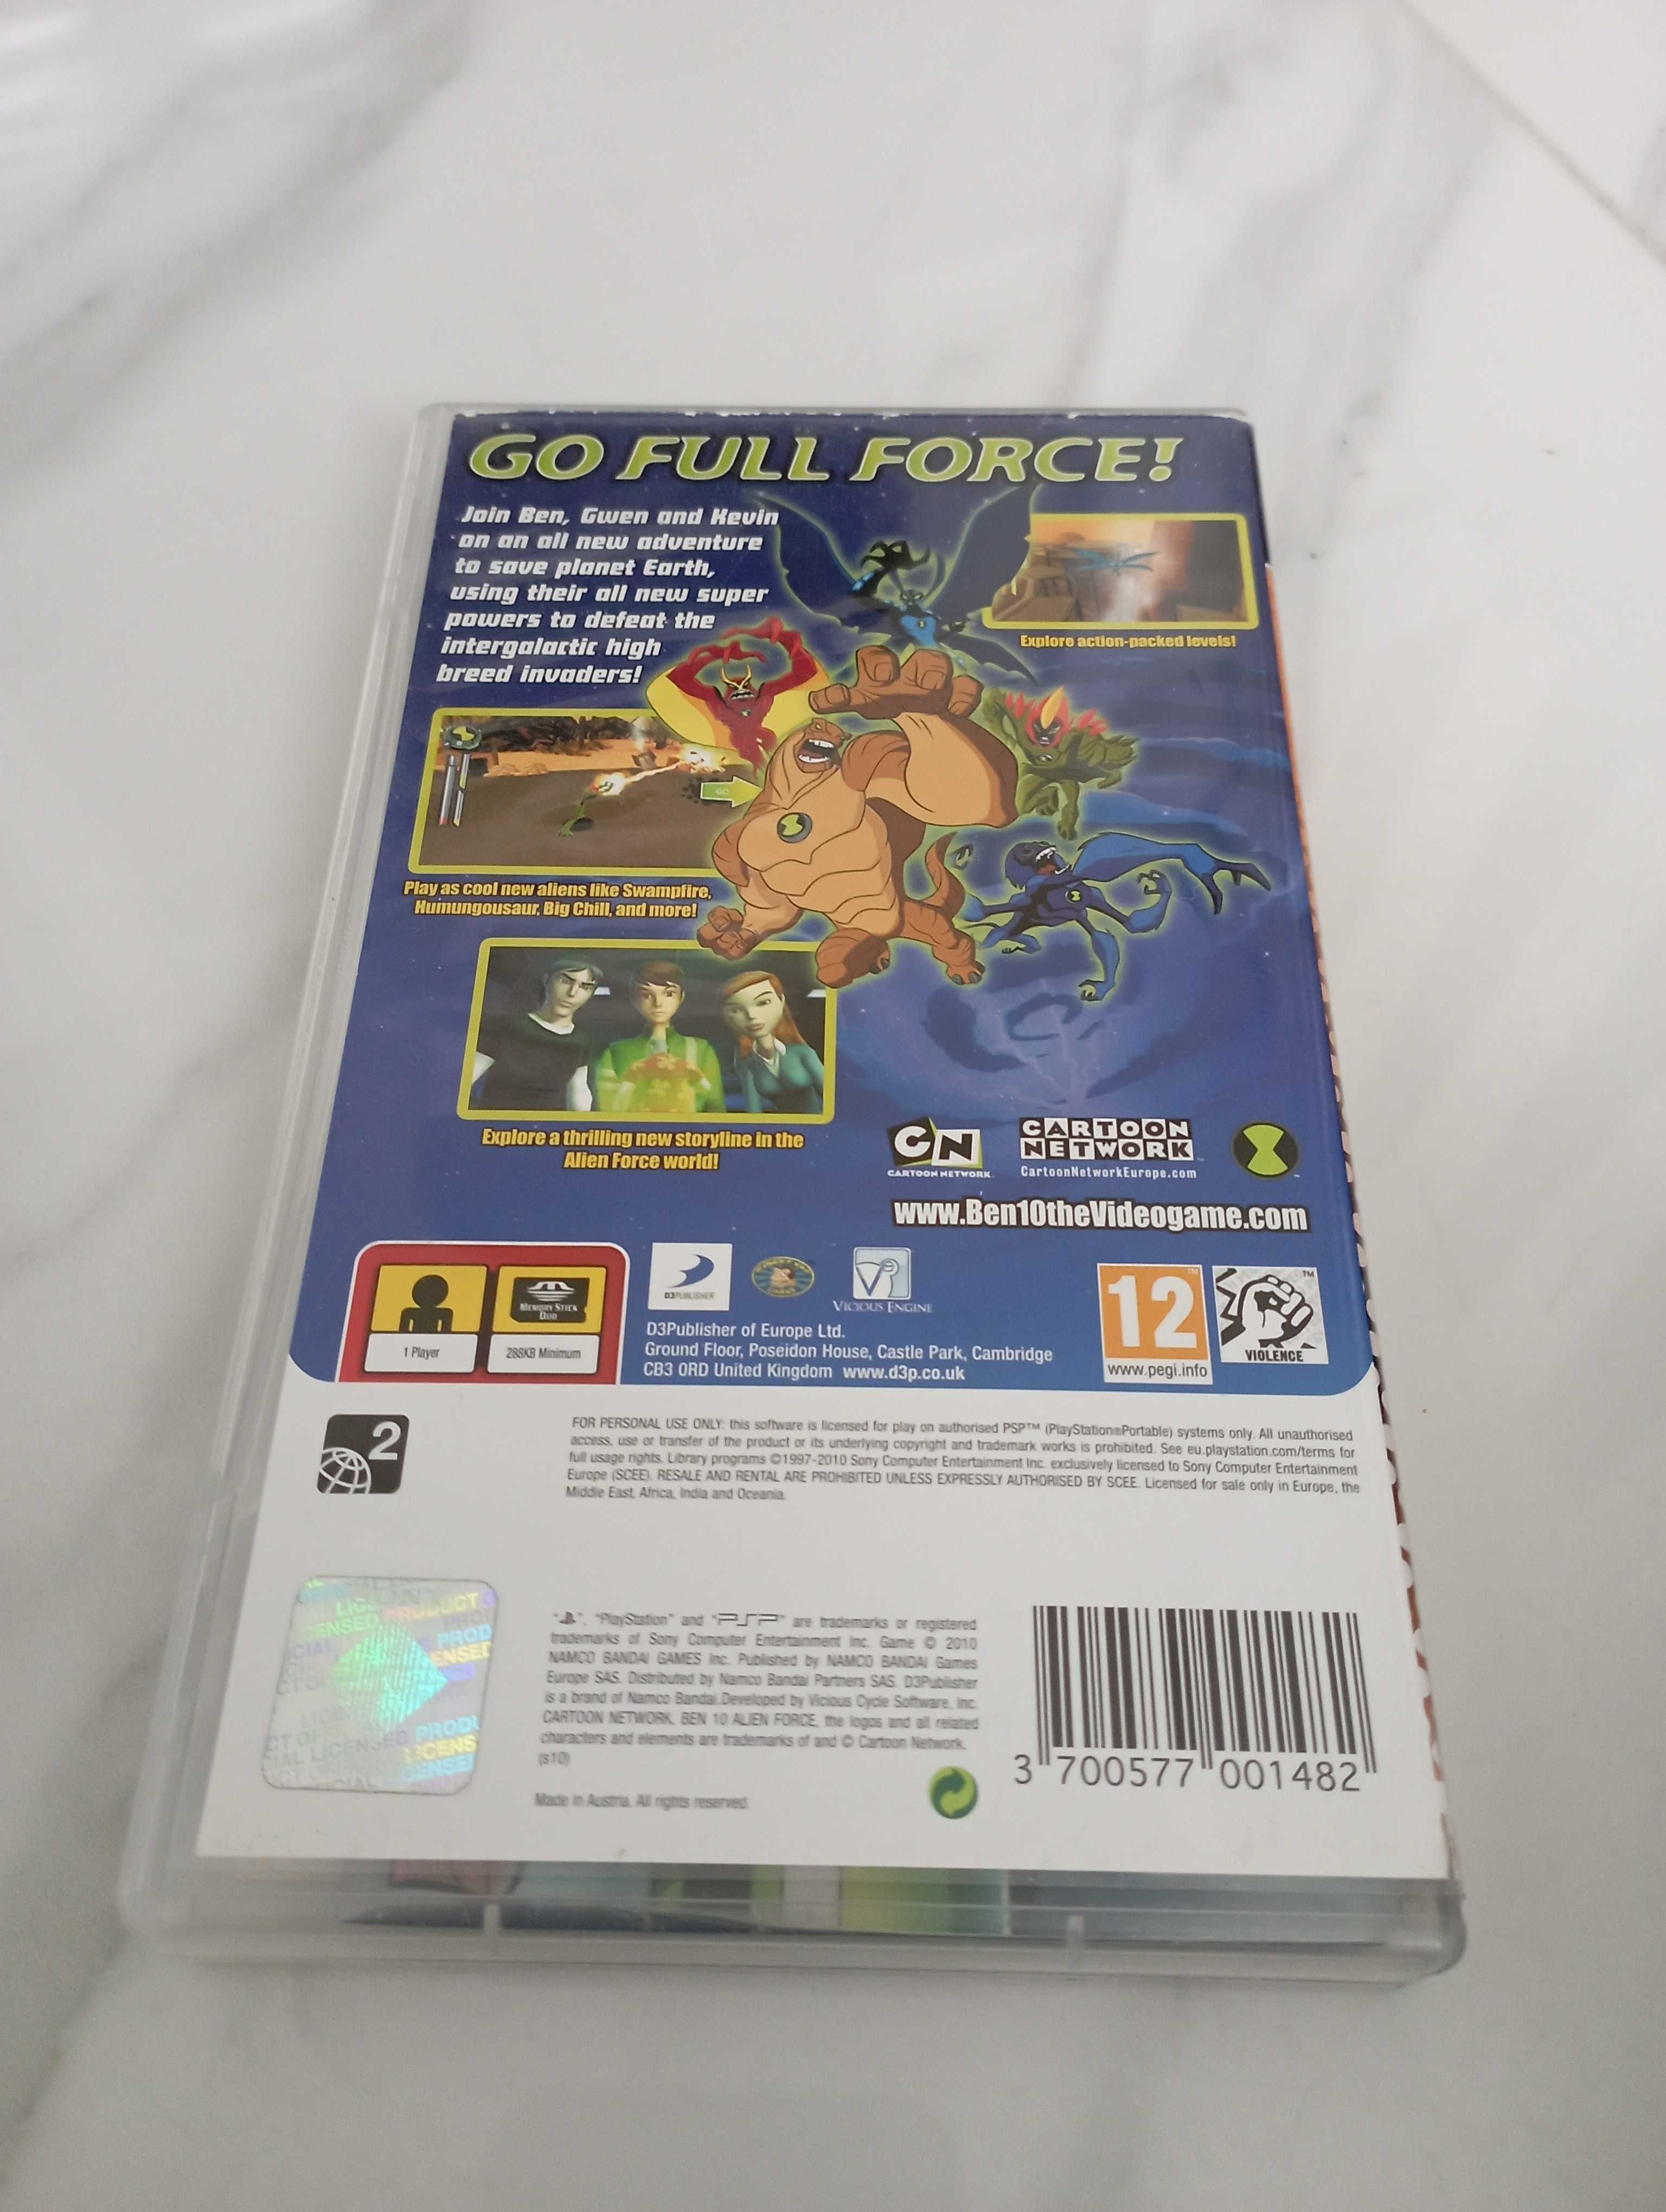 GO FULL FORCE!
Join Ben, Gwen and Kevin
on an all new adventure
to save planet Earth,
using their all new super
powers to defeat the
intergalactic high
breed invaders!
Explore action-packed levels!
GO
Play as cool new aliens like Swampfire,
Humungousaur, Big Chill, and more!
Explore a thrilling new storyline in the
Alien Force world!
CN
CARTOON NETWORK
CARTOON
NETWORK
CartoonNetworkEurope.com
www.Ben10theVideogame.com
1 Player
MEMORY STICK
DUO
288KB Minimum
D3PUBLISHER
VICIOUS ENGINE
D3Publisher of Europe Ltd.
Ground Floor, Poseidon House, Castle Park, Cambridge
CB3 0RD United Kingdom www.d3p.co.uk
12
www.pegi.info
VIOLENCE
2
FOR PERSONAL USE ONLY: this software is licensed for play on authorised PSP™ (PlayStation®Portable) systems only. All unauthorised
access, use or transfer of the product or its underlying copyright and trademark works is prohibited. See eu.playstation.com/terms for
full usage rights. Library programs ©1997-2010 Sony Computer Entertainment Inc. exclusively licensed to Sony Computer Entertainment
Europe (SCEE). RESALE AND RENTAL ARE PROHIBITED UNLESS EXPRESSLY AUTHORISED BY SCEE. Licensed for sale only in Europe, the
Middle East, Africa, India and Oceania.
LICENSED PRODUCT
"", "PlayStation" and "PSP" are trademarks or registered
trademarks of Sony Computer Entertainment Inc. Game © 2010
NAMCO BANDAI GAMES Inc. Published by NAMCO BANDAI Games
Europe SAS. Distributed by Namco Bandai Partners SAS. D3Publisher
is a brand of Namco Bandai.Developed by Vicious Cycle Software, Inc.
CARTOON NETWORK, BEN 10 ALIEN FORCE, the logos and all related
characters and elements are trademarks of and © Cartoon Network.
(s10)
Made in Austria. All rights reserved.
3 700577 001482